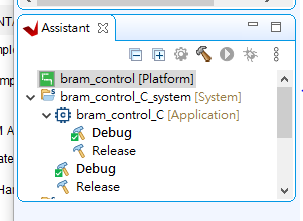 Assistant
bram_control [Platform]
bram_control_C_system [System]
bram_control_C [Application]
Debug
Release
Debug
Release